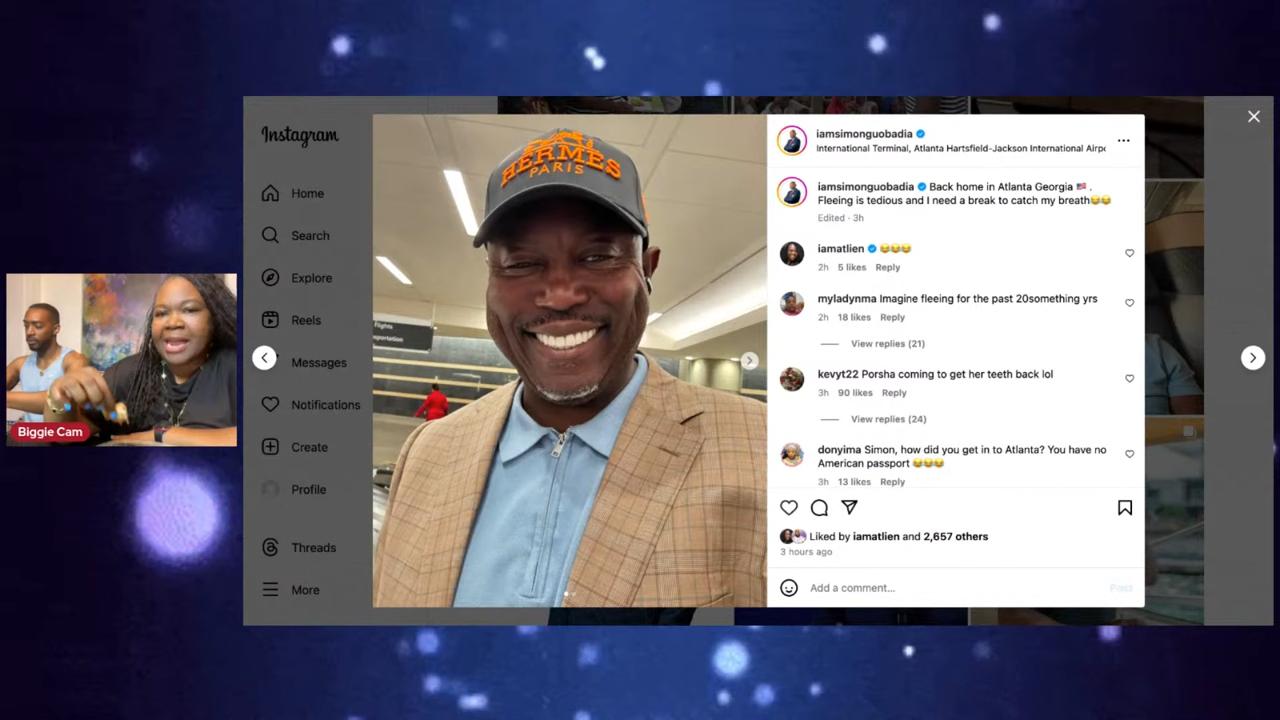 Instagram
Home
Search
Explore
Reels
Messages
Notifications
Create
Profile
Threads
More
Biggie Cam
HERMES
PARIS
iamsimonguobadia
International Terminal, Atlanta Hartsfield-Jackson International Airpo
iamsimonguobadia Back home in Atlanta Georgia 🇺🇸 .
Fleeing is tedious and I need a break to catch my breath😂😂
Edited · 3h
iamatlien 😂😂😂
2h 5 likes Reply
myladynma Imagine fleeing for the past 20something yrs
2h 18 likes Reply
View replies (21)
kevyt22 Porsha coming to get her teeth back lol
3h 90 likes Reply
View replies (24)
donyima Simon, how did you get in to Atlanta? You have no
American passport 😂😂😂
3h 13 likes Reply
Liked by iamatlien and 2,657 others
3 hours ago
Add a comment...
Post